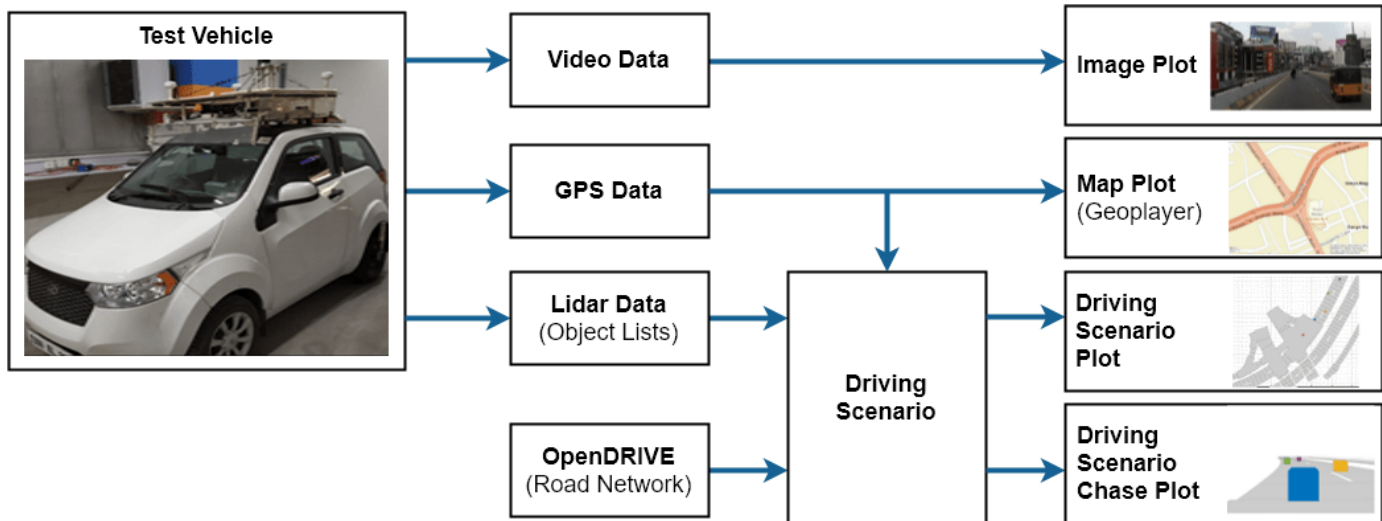 Test Vehicle
Video Data
Image Plot
GPS Data
Map Plot
(Geoplayer)
Lidar Data
(Object Lists)
Driving
Scenario
Driving
Scenario
Plot
OpenDRIVE
(Road Network)
Driving
Scenario
Chase Plot